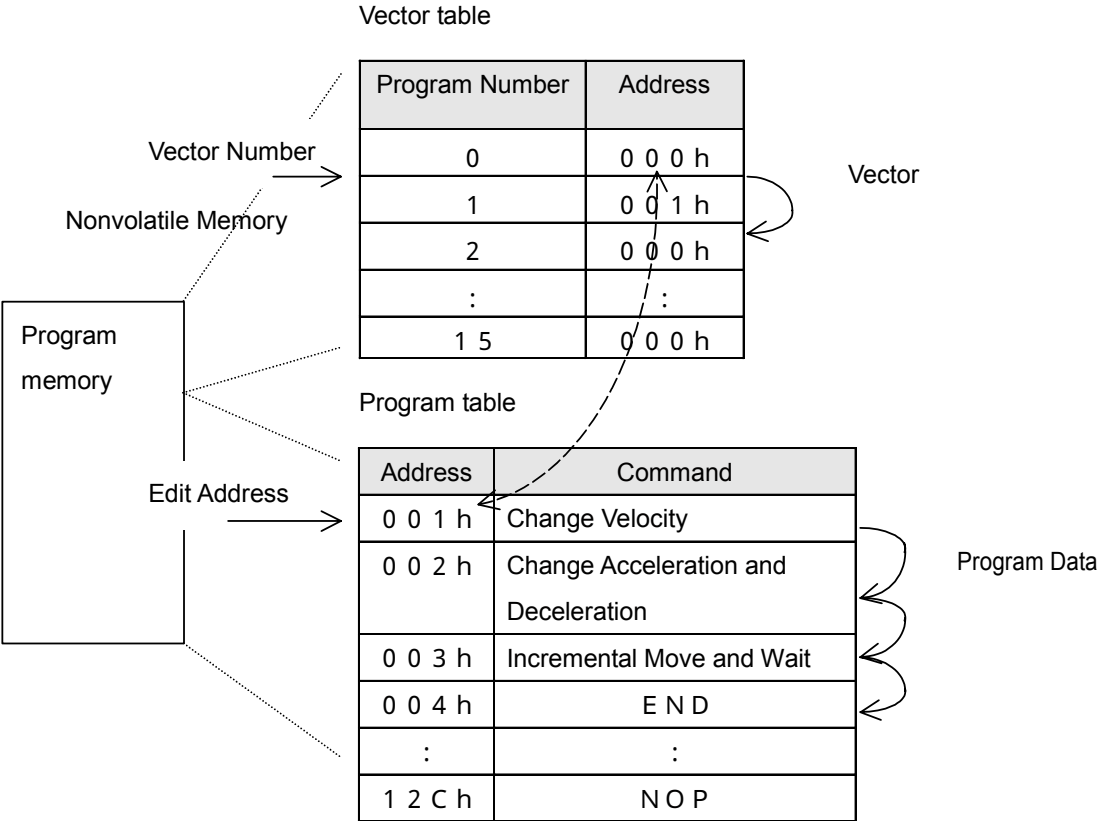 Vector table
Program Number Address
Vector Number
0 0 0 0 h
Vector
1 0 0 1 h
Nonvolatile Memory
2 0 0 0 h
: :
Program
1 5 0 0 0 h
memory
Program table
Address Command
Edit Address
0 0 1 h Change Velocity
0 0 2 h Change Acceleration and
Deceleration
Program Data
0 0 3 h Incremental Move and Wait
0 0 4 h E N D
: :
1 2 C h N O P